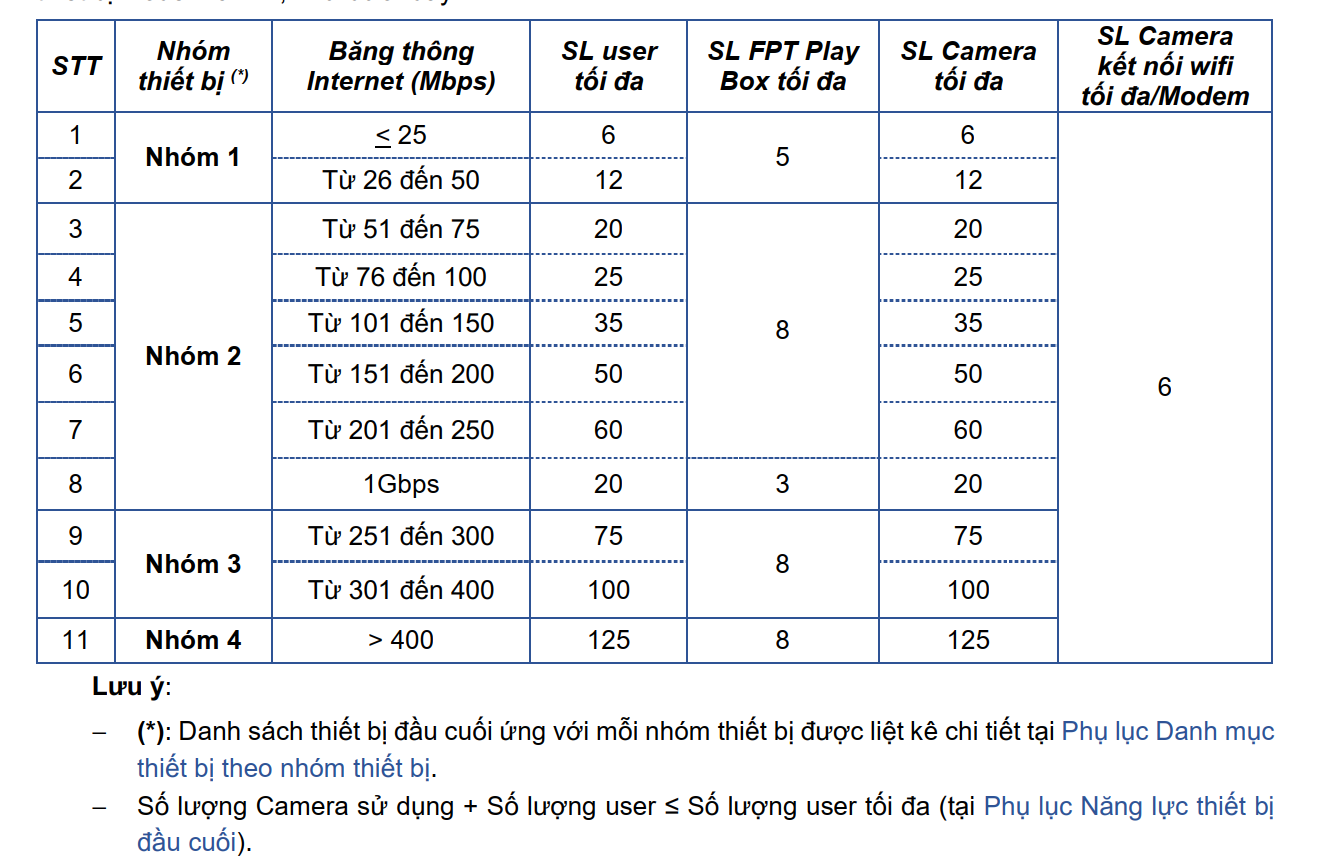 STT
Nhóm thiết bị (*)
Băng thông Internet (Mbps)
SL user tối đa
SL FPT Play Box tối đa
SL Camera tối đa
SL Camera kết nối wifi tối đa/Modem
1 Nhóm 1 ≤ 25 6 5 6 6
2 Từ 26 đến 50 12 12
3 Nhóm 2 Từ 51 đến 75 20 8 20
4 Từ 76 đến 100 25 25
5 Từ 101 đến 150 35 35
6 Từ 151 đến 200 50 50
7 Từ 201 đến 250 60 60
8 1Gbps 20 3 20
9 Nhóm 3 Từ 251 đến 300 75 8 75
10 Từ 301 đến 400 100 100
11 Nhóm 4 > 400 125 8 125
Lưu ý:
– (*): Danh sách thiết bị đầu cuối ứng với mỗi nhóm thiết bị được liệt kê chi tiết tại Phụ lục Danh mục
thiết bị theo nhóm thiết bị.
– Số lượng Camera sử dụng + Số lượng user ≤ Số lượng user tối đa (tại Phụ lục Năng lực thiết bị
đầu cuối).